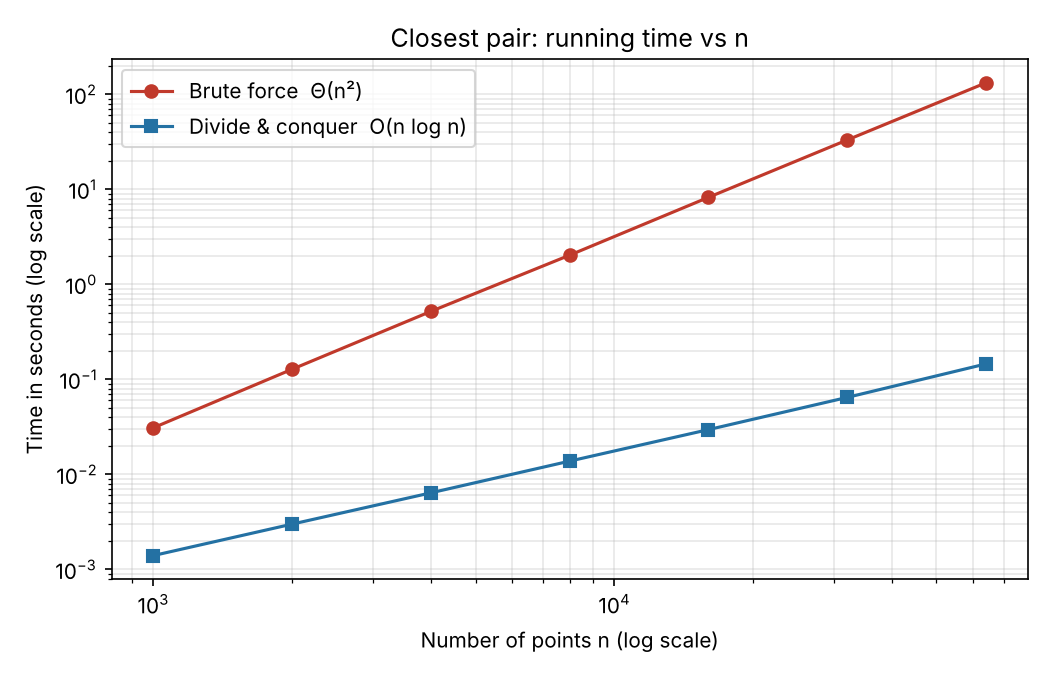 Closest pair: running time vs n
Brute force  Θ(n²)
Divide & conquer  O(n log n)
Time in seconds (log scale)
10²
10¹
10⁰
10⁻¹
10⁻²
10⁻³
10³
10⁴
Number of points n (log scale)